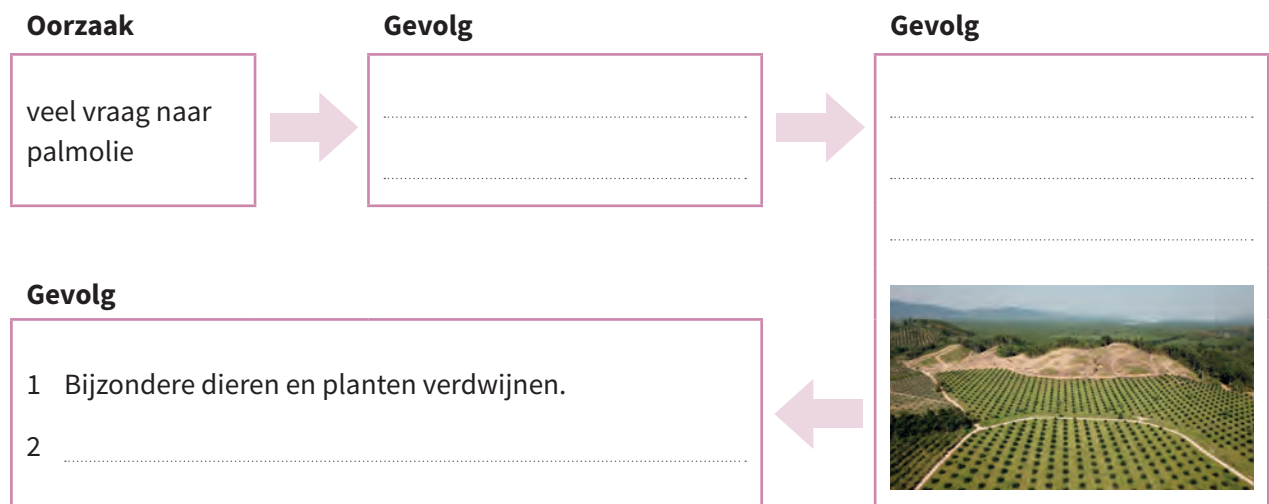 Oorzaak
Gevolg
Gevolg
veel vraag naar
palmolie
Gevolg
1 Bijzondere dieren en planten verdwijnen.
2